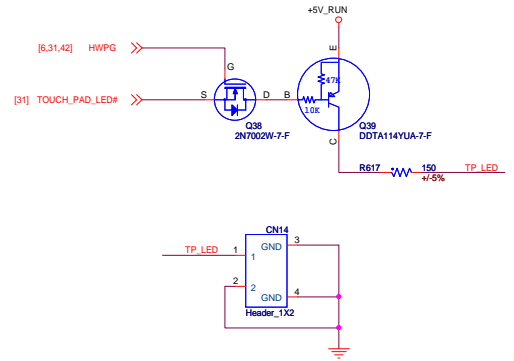 +5V_RUN
[6,31,42] HWPG
E
G
47K
[31] TOUCH_PAD_LED#
S
D
B
10K
Q38
2N7002W-7-F
Q39
DDTA114YUA-7-F
C
R617
150
TP_LED
+/-5%
CN14
TP_LED
1
1
GND
3
2
2
GND
4
Header_1X2